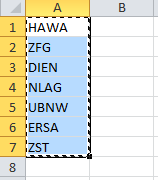 A B
1 HAWA
2 ZFG
3 DIEN
4 NLAG
5 UBNW
6 ERSA
7 ZST
8